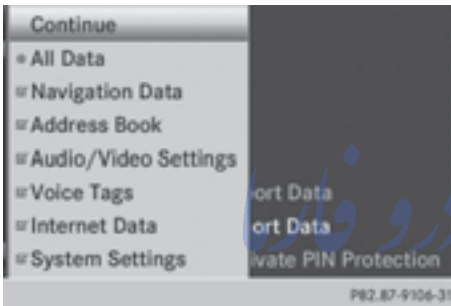 Continue
All Data
Navigation Data
Address Book
Audio/Video Settings
Voice Tags
ort Data
Internet Data
ort Data
System Settings
ivate PIN Protection
P82.87-9106-31